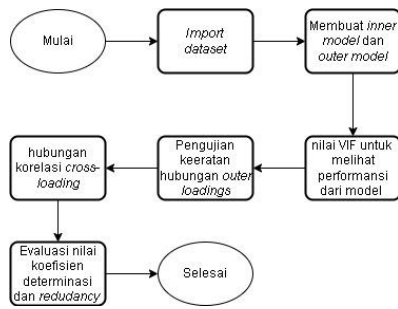 Mulai
Import
dataset
Membuat inner
model dan
outer model
nilai VIF untuk
melihat
performansi
dari model
Pengujian
keeratan
hubungan outer
loadings
hubungan
korelasi cross-
loading
Evaluasi nilai
koefisien
determinasi
dan redudancy
Selesai